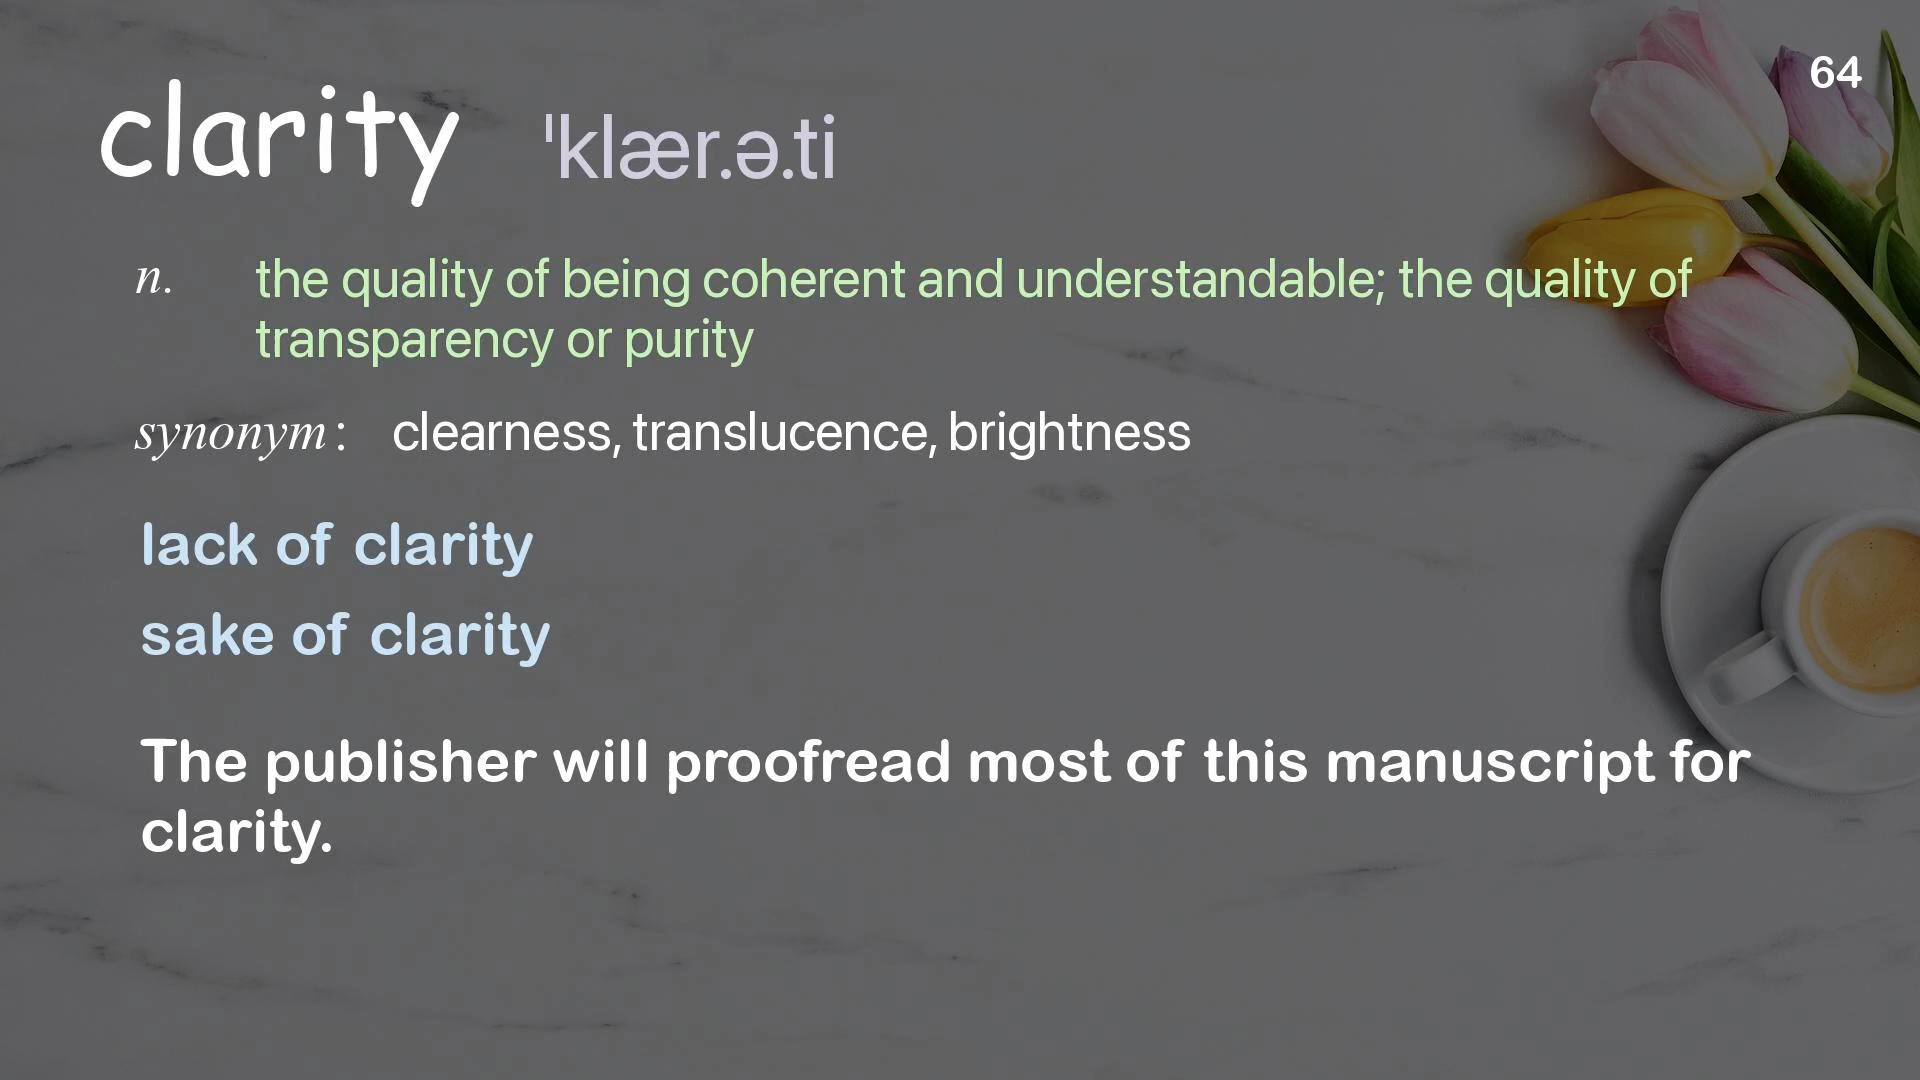 64
clarity ˈklær.ə.ti
n. the quality of being coherent and understandable; the quality of
transparency or purity
synonym: clearness, translucence, brightness
lack of clarity
sake of clarity
The publisher will proofread most of this manuscript for
clarity.